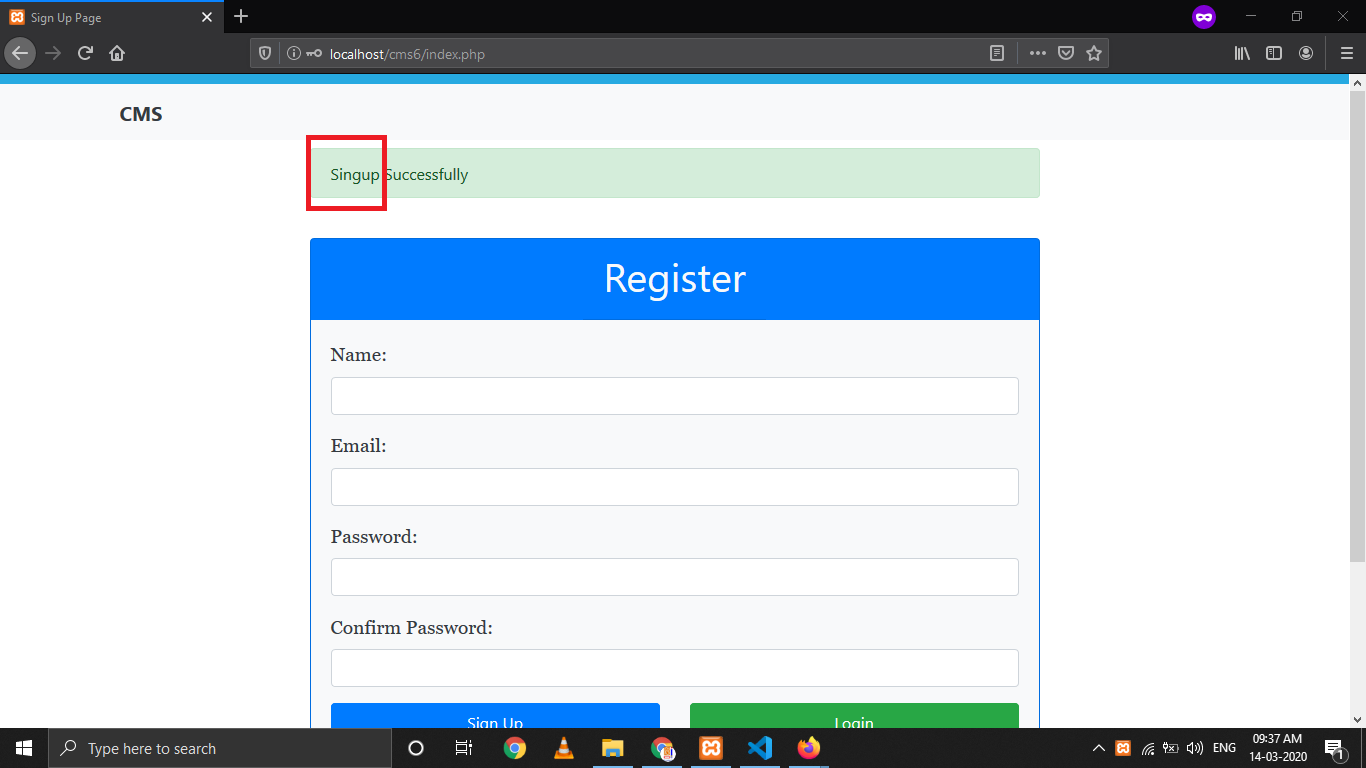 Sign Up Page
localhost/cms6/index.php
CMS
Singup Successfully
Register
Name:
Email:
Password:
Confirm Password:
Sign Up Login
Type here to search
ENG
09:37 AM
14-03-2020
1